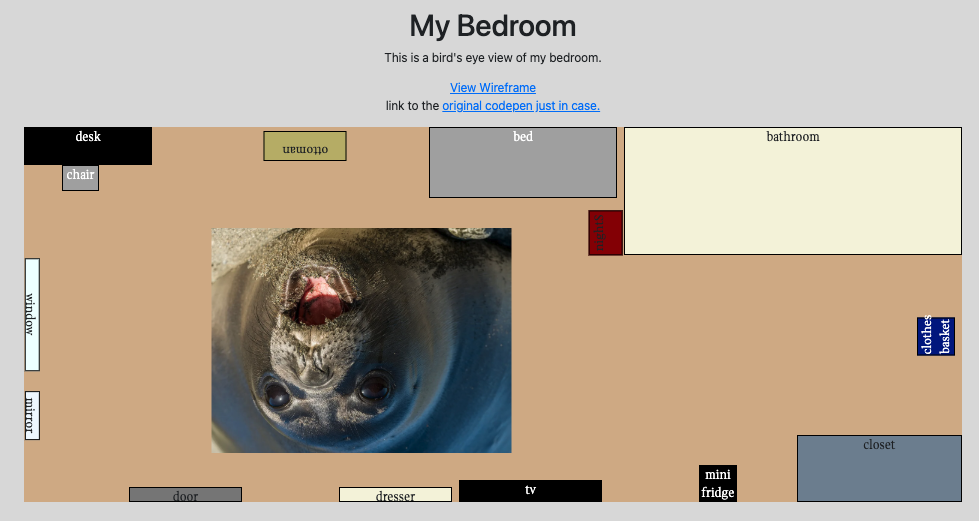 My Bedroom
This is a bird's eye view of my bedroom.
View Wireframe
link to the original codepen just in case.
desk
ottoman
bed
bathroom
chair
window
clothes
basket
mirror
closet
mini
fridge
tv
dresser
door